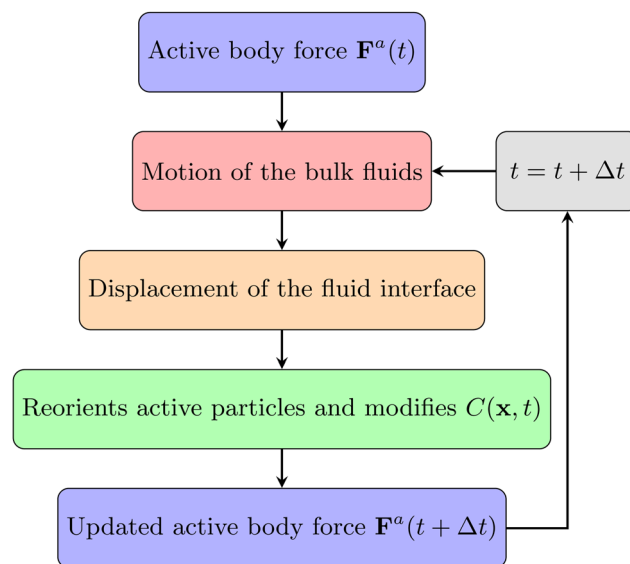 Active body force F^a(t)
Motion of the bulk fluids
t = t + Δt
Displacement of the fluid interface
Reorients active particles and modifies C(x, t)
Updated active body force F^a(t + Δt)